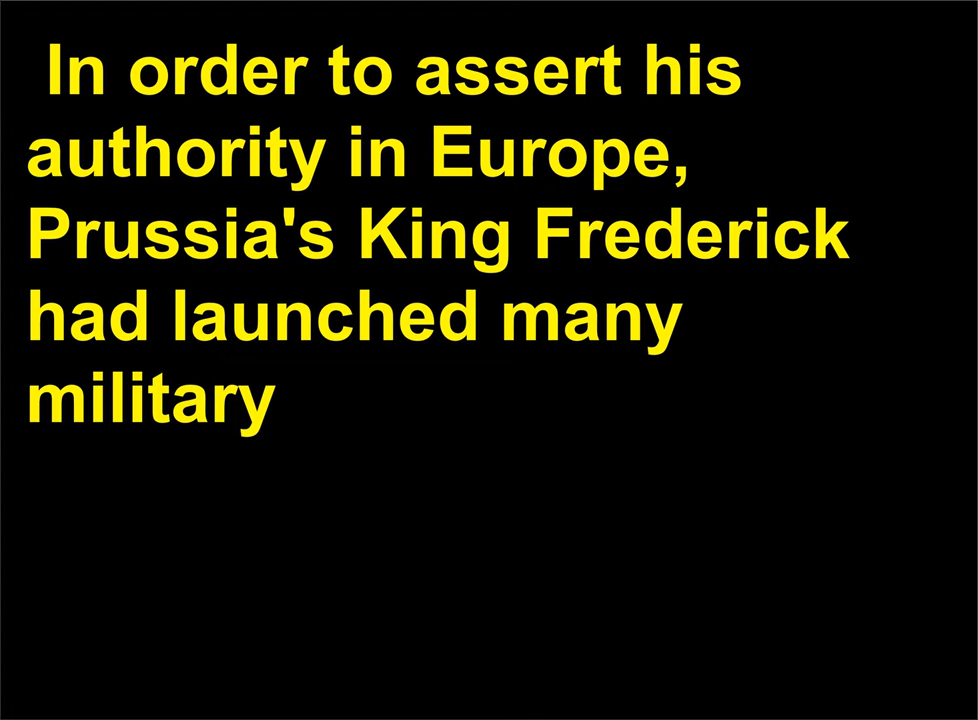 In order to assert his
authority in Europe,
Prussia's King Frederick
had launched many
military